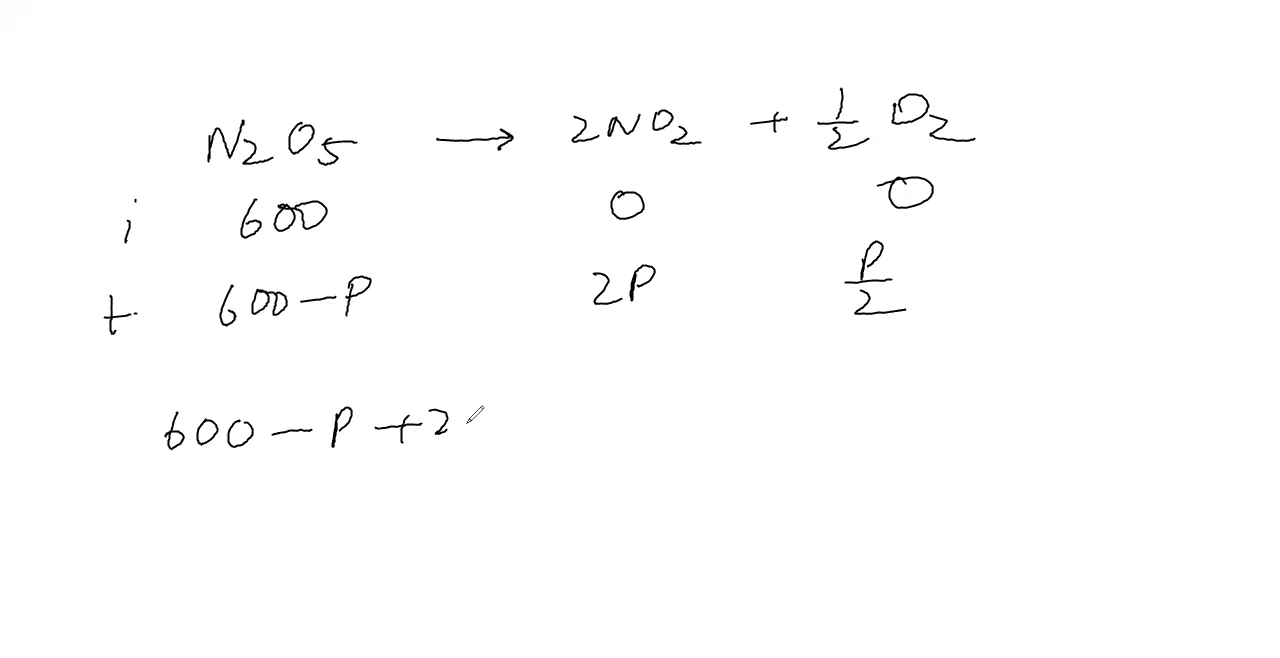 N2O5 → 2NO2 + 1/2 O2
i 600 0 0
t 600-P 2P P/2
600-P+2